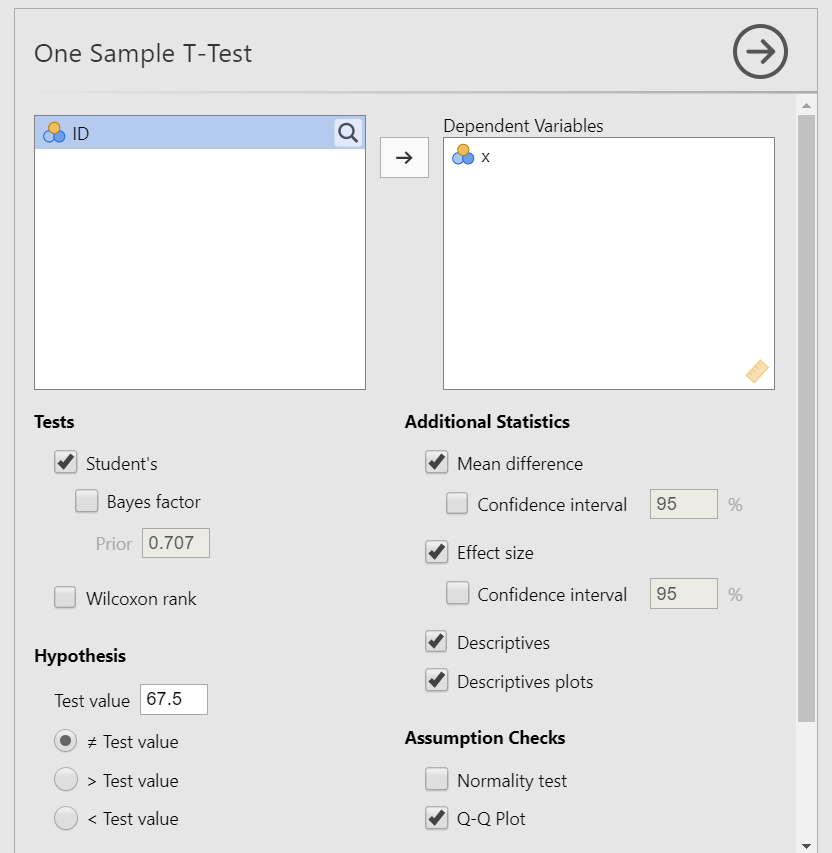 One Sample T-Test
ID
Dependent Variables
x
Tests
Student's
Bayes factor
Prior 0.707
Wilcoxon rank
Hypothesis
Test value 67.5
≠ Test value
> Test value
< Test value
Additional Statistics
Mean difference
Confidence interval 95 %
Effect size
Confidence interval 95 %
Descriptives
Descriptives plots
Assumption Checks
Normality test
Q-Q Plot